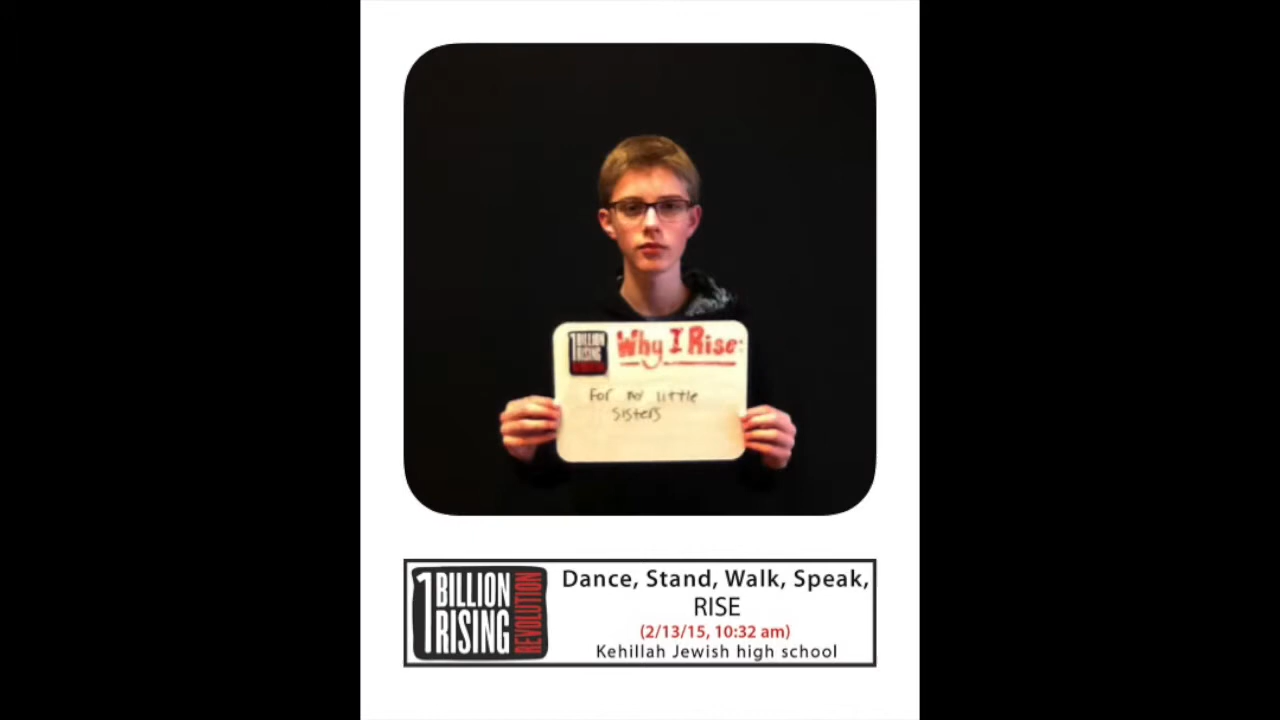 1 BILLION
RISING
REVOLUTION
Why I Rise:
For my little
sisters
1 BILLION
RISING
REVOLUTION
Dance, Stand, Walk, Speak,
RISE
(2/13/15, 10:32 am)
Kehillah Jewish high school